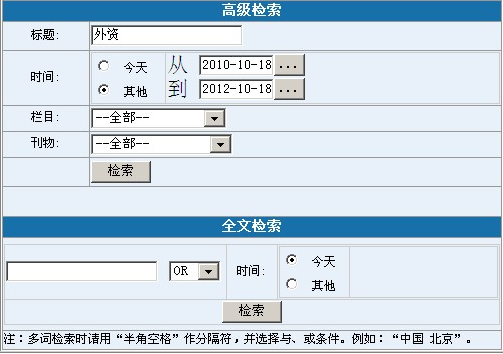 高级检索
标题: 外资
时间: 今天 从 2010-10-18 ...
其他 到 2012-10-18 ...
栏目: --全部--
刊物: --全部--
检索
全文检索
OR 时间: 今天
其他
检索
注：多词检索时请用“半角空格”作分隔符，并选择与、或条件。例如：“中国 北京”。